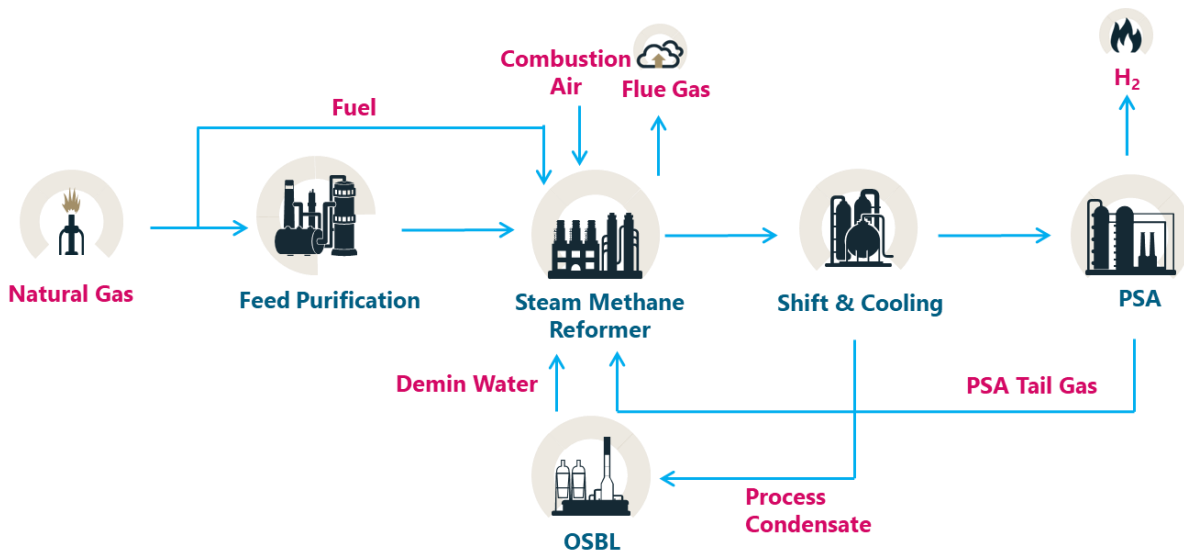 Combustion
Air
Flue Gas
H₂
Fuel
Natural Gas
Feed Purification
Steam Methane
Reformer
Shift & Cooling
PSA
Demin Water
PSA Tail Gas
Process
Condensate
OSBL